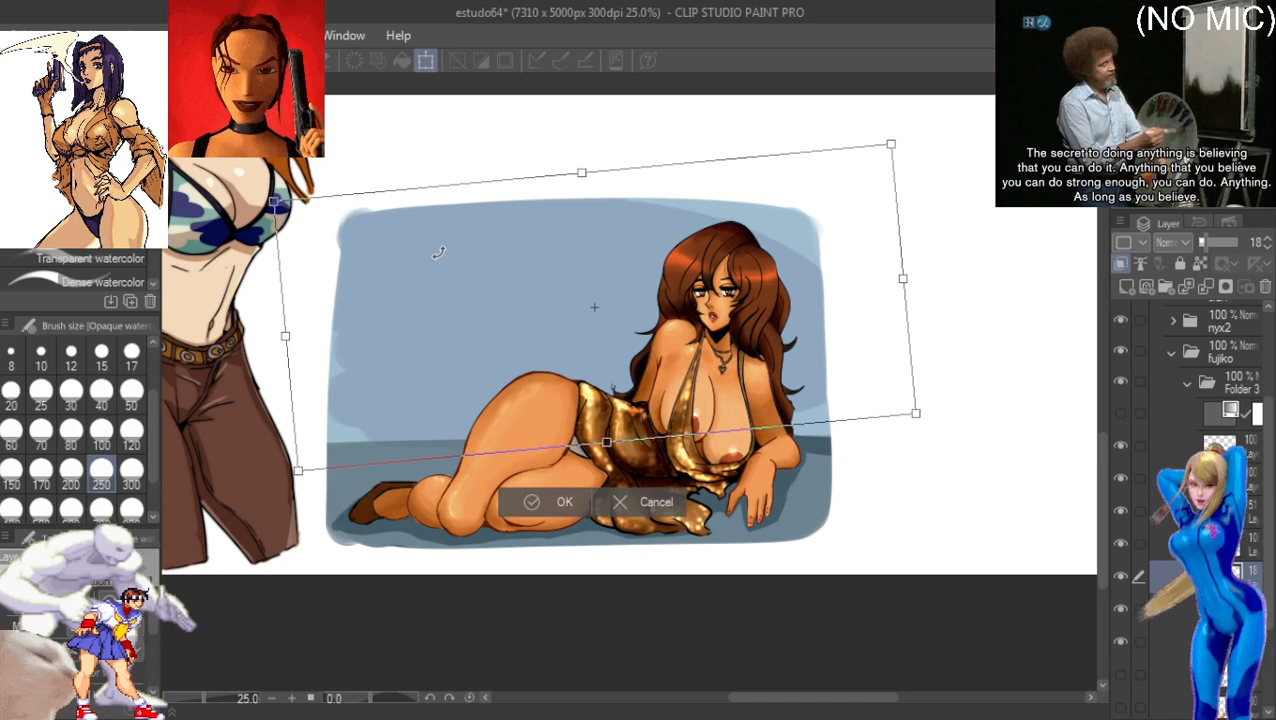 estudo64* (7310 x 5000px 300dpi 25.0%) - CLIP STUDIO PAINT PRO
(NO MIC)
Window Help
The secret to doing anything is believing
that you can do it. Anything that you believe
you can do strong enough, you can do. Anything.
As long as you believe.
Transparent watercolor
Dense watercolor
Brush size [Opaque water
8 10 12 15 17
20 25 30 40 50
60 70 80 100 120
150 170 200 250 300
Layer
Norm 18
100 % Norm
nyx2
100 % Norm
fujiko
100 %
Folder 3
OK Cancel
25.0 0.0